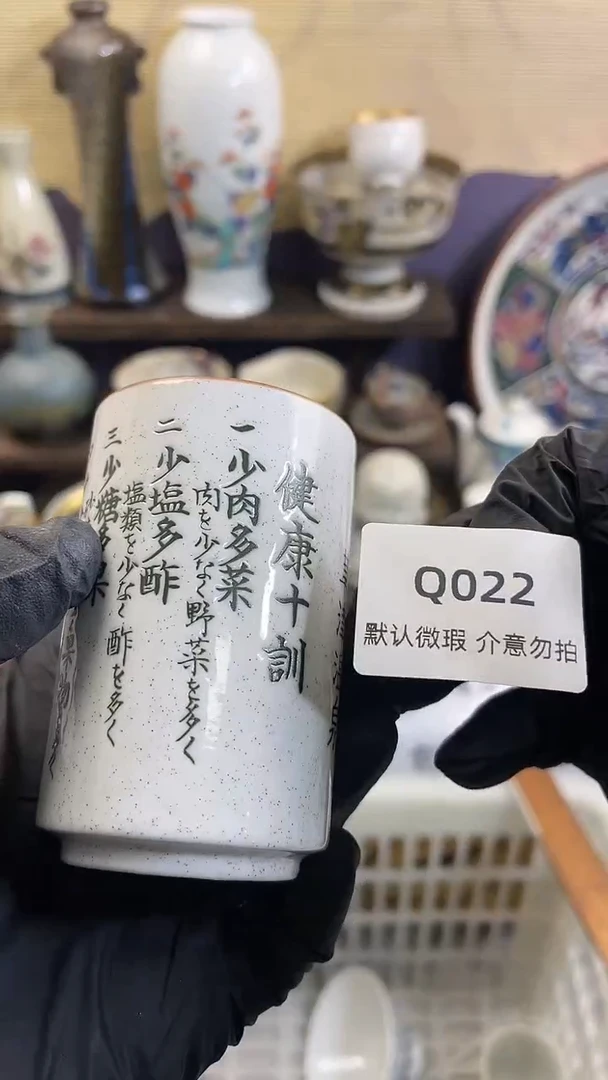 健康十訓
一 少肉多菜
肉を少なく野菜を多く
二 少塩多酢
塩類を少なく酢を多く
三 少糖多果
Q022
默认微瑕 介意勿拍